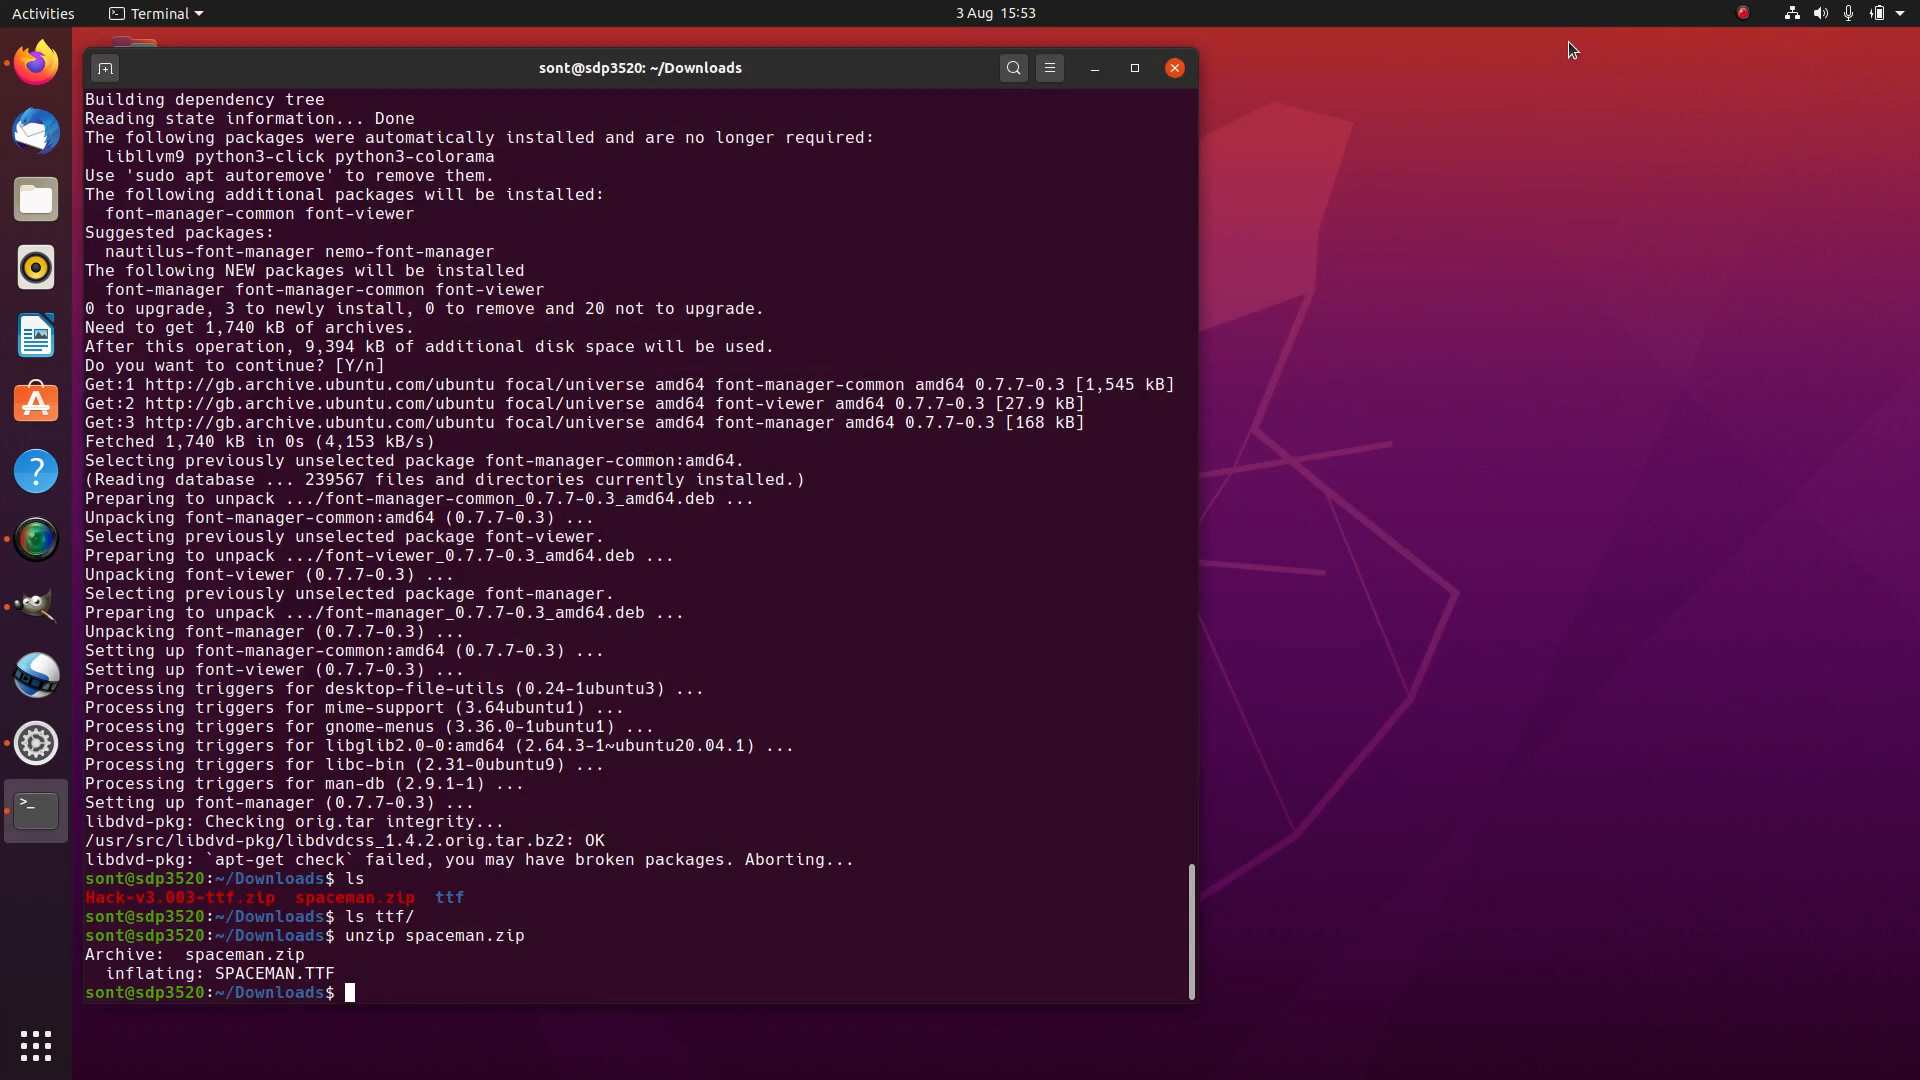 Activities
Terminal
3 Aug 15:53
sont@sdp3520: ~/Downloads
Building dependency tree
Reading state information... Done
The following packages were automatically installed and are no longer required:
libllvm9 python3-click python3-colorama
Use 'sudo apt autoremove' to remove them.
The following additional packages will be installed:
font-manager-common font-viewer
Suggested packages:
nautilus-font-manager nemo-font-manager
The following NEW packages will be installed
font-manager font-manager-common font-viewer
0 to upgrade, 3 to newly install, 0 to remove and 20 not to upgrade.
Need to get 1,740 kB of archives.
After this operation, 9,394 kB of additional disk space will be used.
Do you want to continue? [Y/n]
Get:1 http://gb.archive.ubuntu.com/ubuntu focal/universe amd64 font-manager-common amd64 0.7.7-0.3 [1,545 kB]
Get:2 http://gb.archive.ubuntu.com/ubuntu focal/universe amd64 font-viewer amd64 0.7.7-0.3 [27.9 kB]
Get:3 http://gb.archive.ubuntu.com/ubuntu focal/universe amd64 font-manager amd64 0.7.7-0.3 [168 kB]
Fetched 1,740 kB in 0s (4,153 kB/s)
Selecting previously unselected package font-manager-common:amd64.
(Reading database ... 239567 files and directories currently installed.)
Preparing to unpack .../font-manager-common_0.7.7-0.3_amd64.deb ...
Unpacking font-manager-common:amd64 (0.7.7-0.3) ...
Selecting previously unselected package font-viewer.
Preparing to unpack .../font-viewer_0.7.7-0.3_amd64.deb ...
Unpacking font-viewer (0.7.7-0.3) ...
Selecting previously unselected package font-manager.
Preparing to unpack .../font-manager_0.7.7-0.3_amd64.deb ...
Unpacking font-manager (0.7.7-0.3) ...
Setting up font-manager-common:amd64 (0.7.7-0.3) ...
Setting up font-viewer (0.7.7-0.3) ...
Processing triggers for desktop-file-utils (0.24-1ubuntu3) ...
Processing triggers for mime-support (3.64ubuntu1) ...
Processing triggers for gnome-menus (3.36.0-1ubuntu1) ...
Processing triggers for libglib2.0-0:amd64 (2.64.3-1~ubuntu20.04.1) ...
Processing triggers for libc-bin (2.31-0ubuntu9) ...
Processing triggers for man-db (2.9.1-1) ...
Setting up font-manager (0.7.7-0.3) ...
libdvd-pkg: Checking orig.tar integrity...
/usr/src/libdvd-pkg/libdvdcss_1.4.2.orig.tar.bz2: OK
libdvd-pkg: `apt-get check` failed, you may have broken packages. Aborting...
sont@sdp3520:~/Downloads$ ls
Hack-v3.003-ttf.zip spaceman.zip ttf
sont@sdp3520:~/Downloads$ ls ttf/
sont@sdp3520:~/Downloads$ unzip spaceman.zip
Archive: spaceman.zip
inflating: SPACEMAN.TTF
sont@sdp3520:~/Downloads$